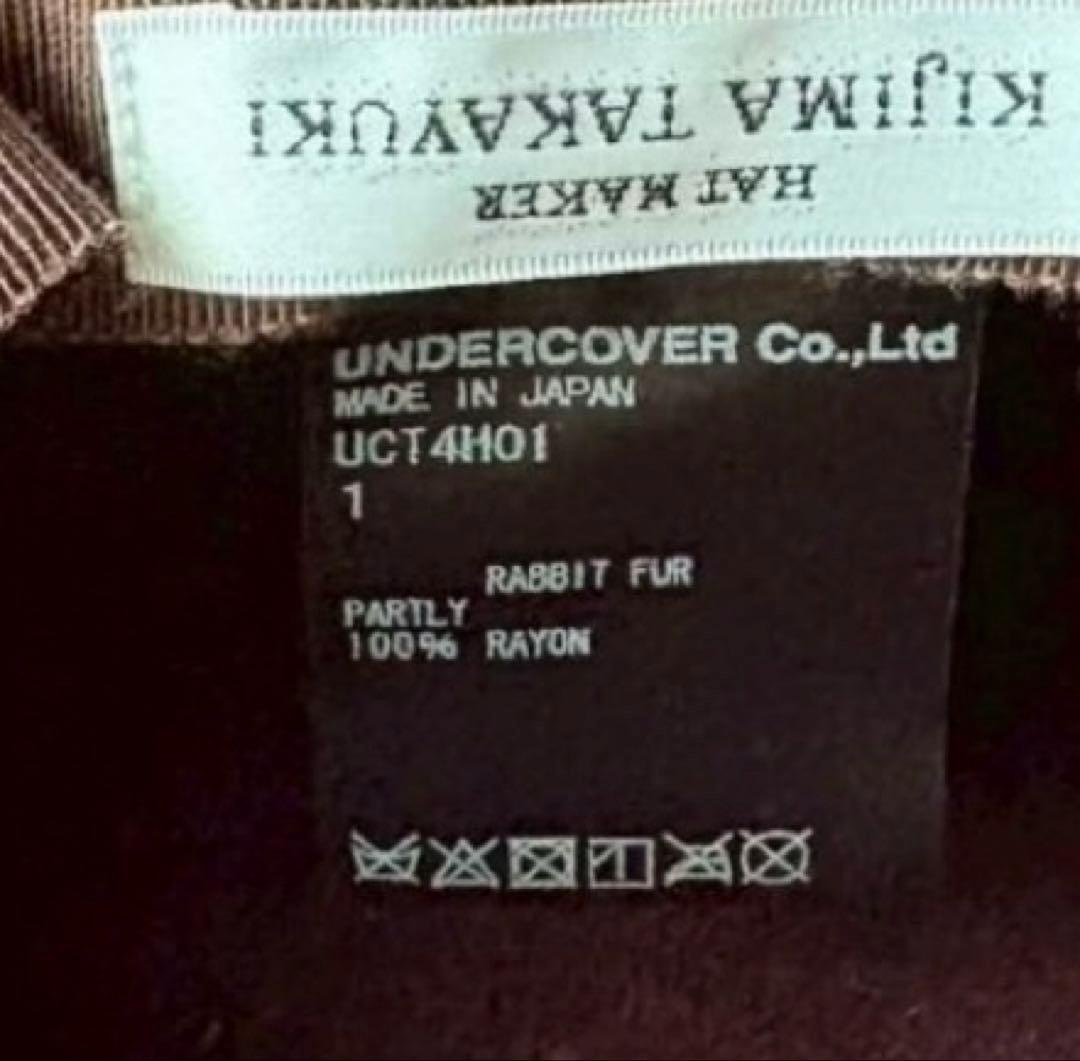 KIJIMA TAKAYUKI
HAT MAKER
UNDERCOVER Co.,Ltd
MADE IN JAPAN
UCT4H01
1
RABBIT FUR
PARTLY
100% RAYON